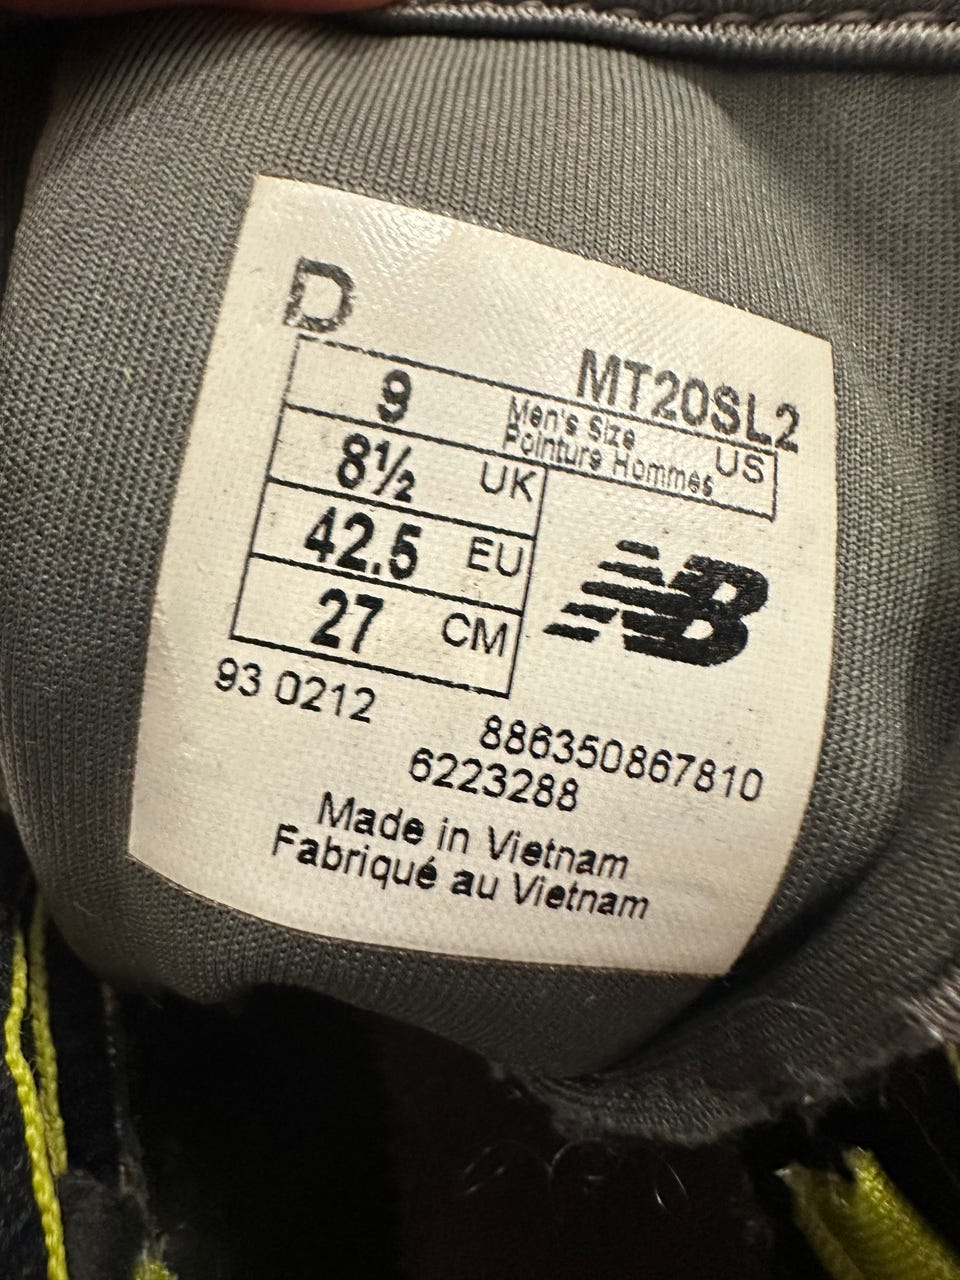 D
MT20SL2
9 Men's Size Pointure Hommes US
8½ UK
42.5 EU
27 CM
NB
93 0212
886350867810
6223288
Made in Vietnam
Fabriqué au Vietnam